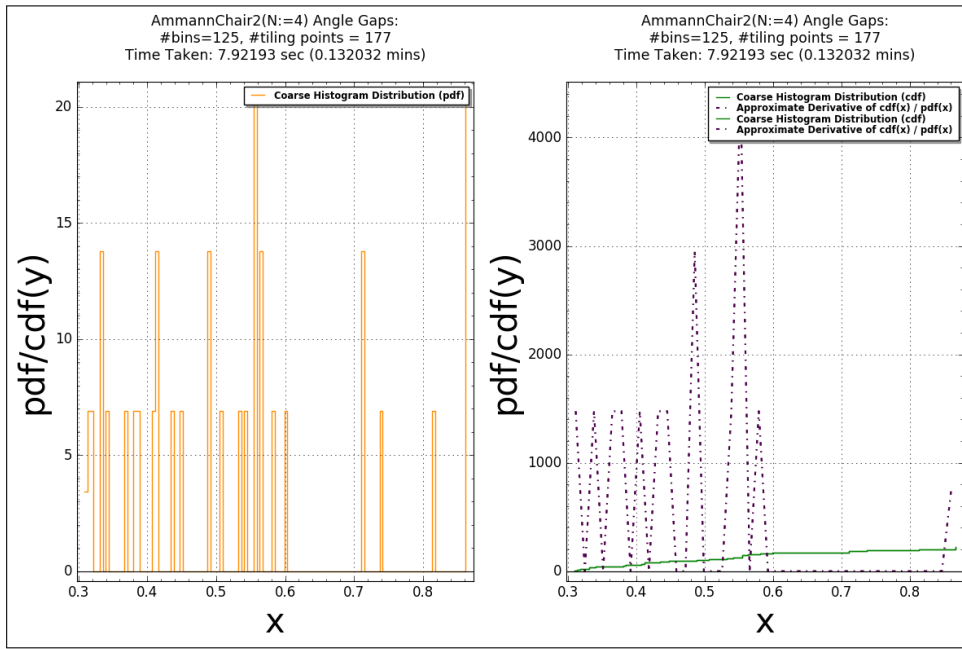 AmmannChair2(N:=4) Angle Gaps:
#bins=125, #tiling points = 177
Time Taken: 7.92193 sec (0.132032 mins)
Coarse Histogram Distribution (pdf)
20
15
10
5
0
0.3 0.4 0.5 0.6 0.7 0.8
pdf/cdf(y)
x
AmmannChair2(N:=4) Angle Gaps:
#bins=125, #tiling points = 177
Time Taken: 7.92193 sec (0.132032 mins)
Coarse Histogram Distribution (cdf)
Approximate Derivative of cdf(x) / pdf(x)
Coarse Histogram Distribution (cdf)
Approximate Derivative of cdf(x) / pdf(x)
4000
3000
2000
1000
0
0.3 0.4 0.5 0.6 0.7 0.8
pdf/cdf(y)
x